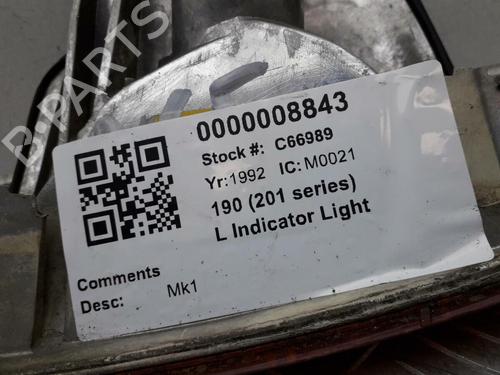 B-PARTS
0000008843
Stock #: C66989
Yr:1992 IC:M0021
190 (201 series)
L Indicator Light
Comments
Desc: Mk1